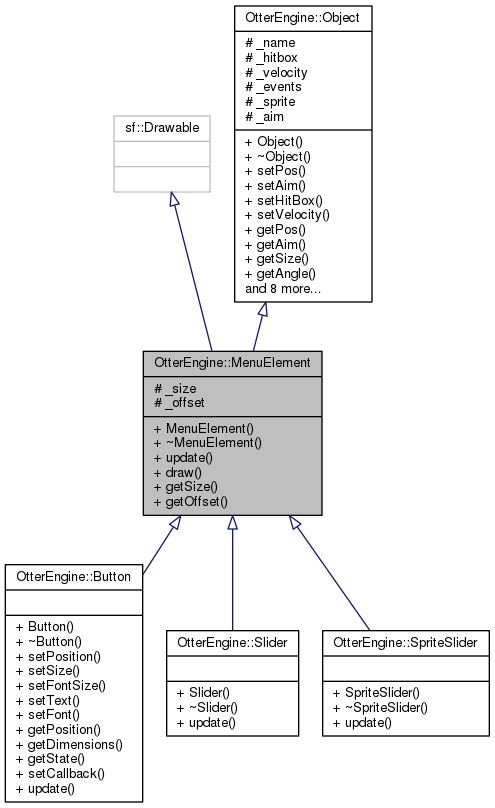 OtterEngine::Object
# _name
# _hitbox
# _velocity
# _events
# _sprite
# _aim
+ Object()
+ ~Object()
+ setPos()
+ setAim()
+ setHitBox()
+ setVelocity()
+ getPos()
+ getAim()
+ getSize()
+ getAngle()
and 8 more...
sf::Drawable
OtterEngine::MenuElement
# _size
# _offset
+ MenuElement()
+ ~MenuElement()
+ update()
+ draw()
+ getSize()
+ getOffset()
OtterEngine::Button
+ Button()
+ ~Button()
+ setPosition()
+ setSize()
+ setFontSize()
+ setText()
+ setFont()
+ getPosition()
+ getDimensions()
+ getState()
+ setCallback()
+ update()
OtterEngine::Slider
+ Slider()
+ ~Slider()
+ update()
OtterEngine::SpriteSlider
+ SpriteSlider()
+ ~SpriteSlider()
+ update()